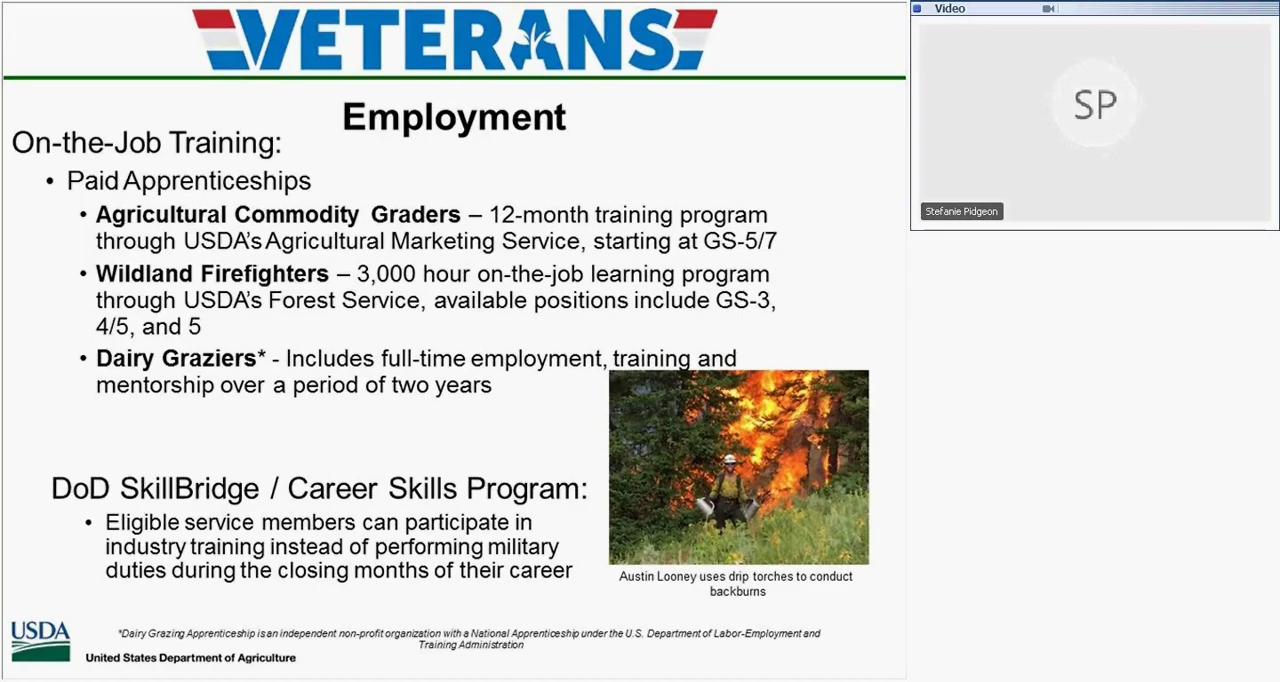 VETERANS
Employment
On-the-Job Training:
• Paid Apprenticeships
• Agricultural Commodity Graders – 12-month training program
through USDA's Agricultural Marketing Service, starting at GS-5/7
• Wildland Firefighters – 3,000 hour on-the-job learning program
through USDA's Forest Service, available positions include GS-3,
4/5, and 5
• Dairy Graziers* - Includes full-time employment, training and
mentorship over a period of two years
DoD SkillBridge / Career Skills Program:
• Eligible service members can participate in
industry training instead of performing military
duties during the closing months of their career
Austin Looney uses drip torches to conduct
backburns
USDA
United States Department of Agriculture
*Dairy Grazing Apprenticeship is an independent non-profit organization with a National Apprenticeship under the U.S. Department of Labor-Employment and
Training Administration
Video
SP
Stefanie Pidgeon